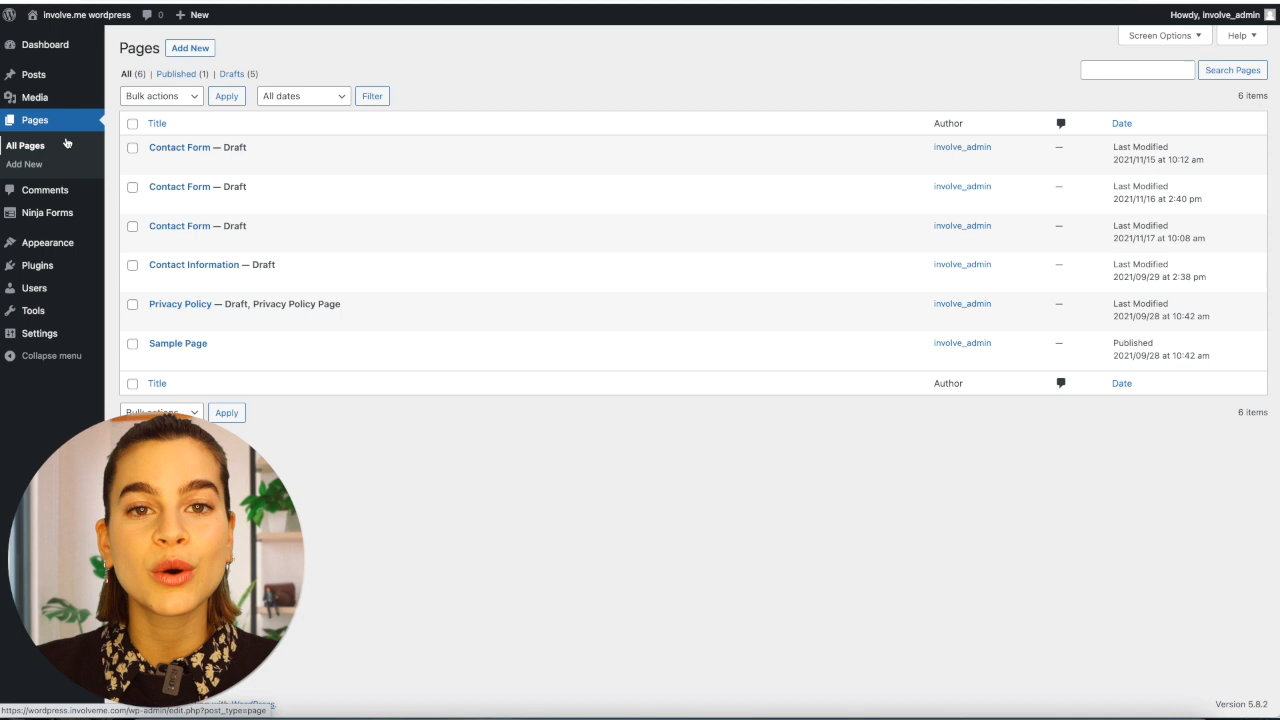 involve.me wordpress 0 New Howdy, involve_admin
Dashboard
Posts
Media
Pages
All Pages
Add New
Comments
Ninja Forms
Appearance
Plugins
Users
Tools
Settings
Collapse menu
Screen Options Help
Pages Add New
All (6) | Published (1) | Drafts (5)
Search Pages
Bulk actions Apply All dates Filter 6 items
Title Author Date
Contact Form — Draft involve_admin — Last Modified
2021/11/15 at 10:12 am
Contact Form — Draft involve_admin — Last Modified
2021/11/16 at 2:40 pm
Contact Form — Draft involve_admin — Last Modified
2021/11/17 at 10:08 am
Contact Information — Draft involve_admin — Last Modified
2021/09/29 at 2:38 pm
Privacy Policy — Draft, Privacy Policy Page involve_admin — Last Modified
2021/09/28 at 10:42 am
Sample Page involve_admin — Published
2021/09/28 at 10:42 am
Title Author Date
Bulk actions Apply 6 items
with WordPress. Version 5.8.2
https://wordpress.involveme.com/wp-admin/edit.php?post_type=page